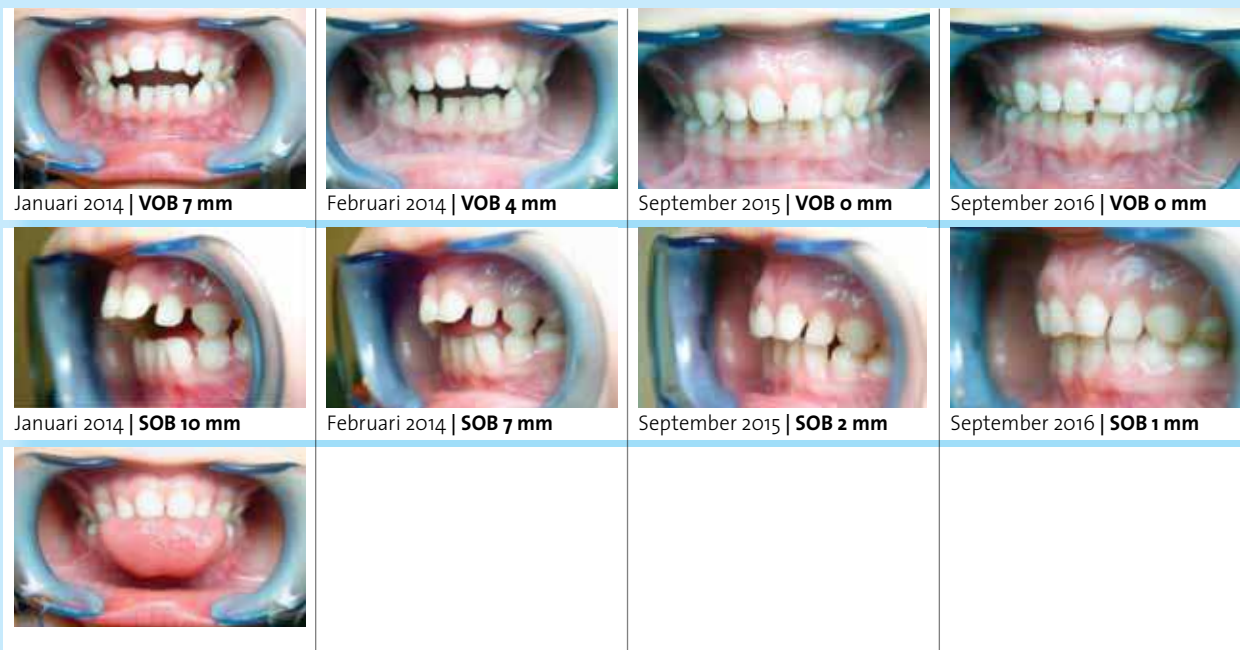 Januari 2014 | VOB 7 mm
Februari 2014 | VOB 4 mm
September 2015 | VOB 0 mm
September 2016 | VOB 0 mm
Januari 2014 | SOB 10 mm
Februari 2014 | SOB 7 mm
September 2015 | SOB 2 mm
September 2016 | SOB 1 mm